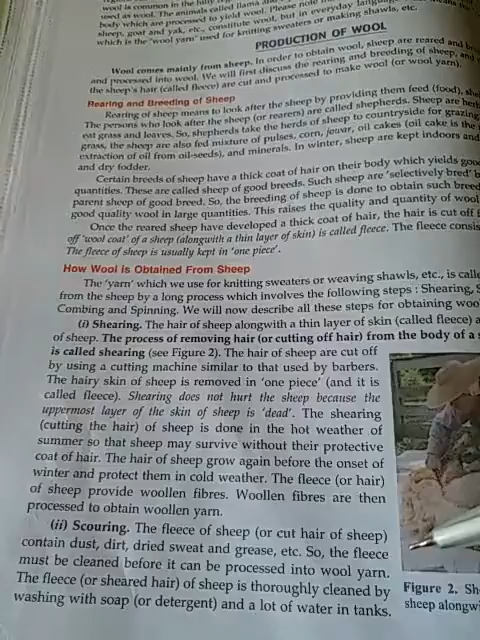 wool is common in the hilly
used as wool. The animals called llama and
body which are processed to yield wool. Please note
sheep, goat and yak, etc., constitute wool, but in everyday language
which is the 'wool yarn' used for knitting sweaters or making shawls, etc.
PRODUCTION OF WOOL
Wool comes mainly from sheep. In order to obtain wool, sheep are reared and
and processed into wool. We will first discuss the rearing and breeding of sheep, and
the sheep's hair (called fleece) are cut and processed to make wool (or wool yarn).
Rearing and Breeding of Sheep
Rearing of sheep means to look after the sheep by providing them feed (food),
The persons who look after the sheep (or rearers) are called shepherds. Sheep are
eat grass and leaves. So, shepherds take the herds of sheep to countryside for grazing
grass, the sheep are also fed mixture of pulses, corn, jowar, oil cakes (oil cake is the
extraction of oil from oil-seeds), and minerals. In winter, sheep are kept indoors and
and dry fodder.
Certain breeds of sheep have a thick coat of hair on their body which yields
quantities. These are called sheep of good breeds. Such sheep are 'selectively bred'
parent sheep of good breed. So, the breeding of sheep is done to obtain such
good quality wool in large quantities. This raises the quality and quantity of wool
Once the reared sheep have developed a thick coat of hair, the hair is cut off
off 'wool coat' of a sheep (alongwith a thin layer of skin) is called fleece. The fleece
The fleece of sheep is usually kept in 'one piece'.
How Wool is Obtained From Sheep
The 'yarn' which we use for knitting sweaters or weaving shawls, etc., is
from the sheep by a long process which involves the following steps : Shearing,
Combing and Spinning. We will now describe all these steps for obtaining
(i) Shearing. The hair of sheep alongwith a thin layer of skin (called fleece)
of sheep. The process of removing hair (or cutting off hair) from the body of a
is called shearing (see Figure 2). The hair of sheep are cut off
by using a cutting machine similar to that used by barbers.
The hairy skin of sheep is removed in 'one piece' (and it is
called fleece). Shearing does not hurt the sheep because the
uppermost layer of the skin of sheep is 'dead'. The shearing
(cutting the hair) of sheep is done in the hot weather of
summer so that sheep may survive without their protective
coat of hair. The hair of sheep grow again before the onset of
winter and protect them in cold weather. The fleece (or hair)
of sheep provide woollen fibres. Woollen fibres are then
processed to obtain woollen yarn.
(ii) Scouring. The fleece of sheep (or cut hair of sheep)
contain dust, dirt, dried sweat and grease, etc. So, the fleece
must be cleaned before it can be processed into wool yarn.
The fleece (or sheared hair) of sheep is thoroughly cleaned by
washing with soap (or detergent) and a lot of water in tanks.
Figure 2.
sheep